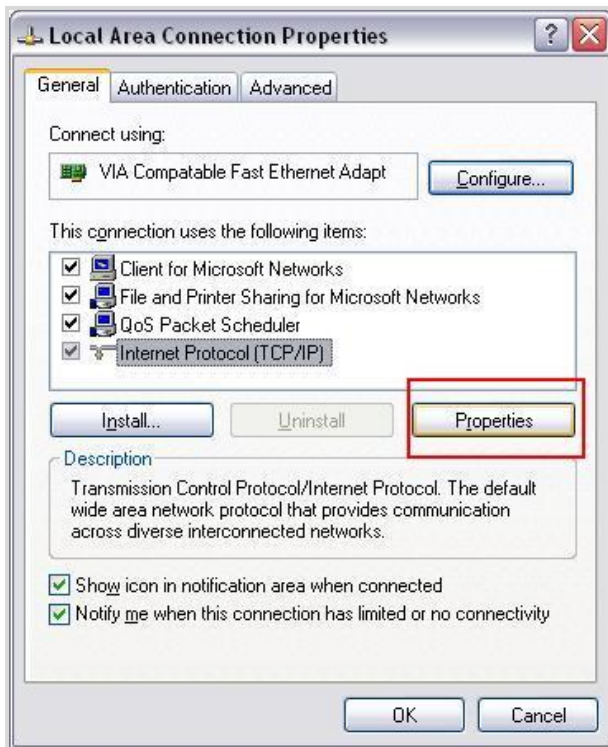 Local Area Connection Properties
General Authentication Advanced
Connect using:
VIA Compatable Fast Ethernet Adapt
Configure...
This connection uses the following items:
Client for Microsoft Networks
File and Printer Sharing for Microsoft Networks
QoS Packet Scheduler
Internet Protocol (TCP/IP)
Install... Uninstall Properties
Description
Transmission Control Protocol/Internet Protocol. The default
wide area network protocol that provides communication
across diverse interconnected networks.
Show icon in notification area when connected
Notify me when this connection has limited or no connectivity
OK Cancel